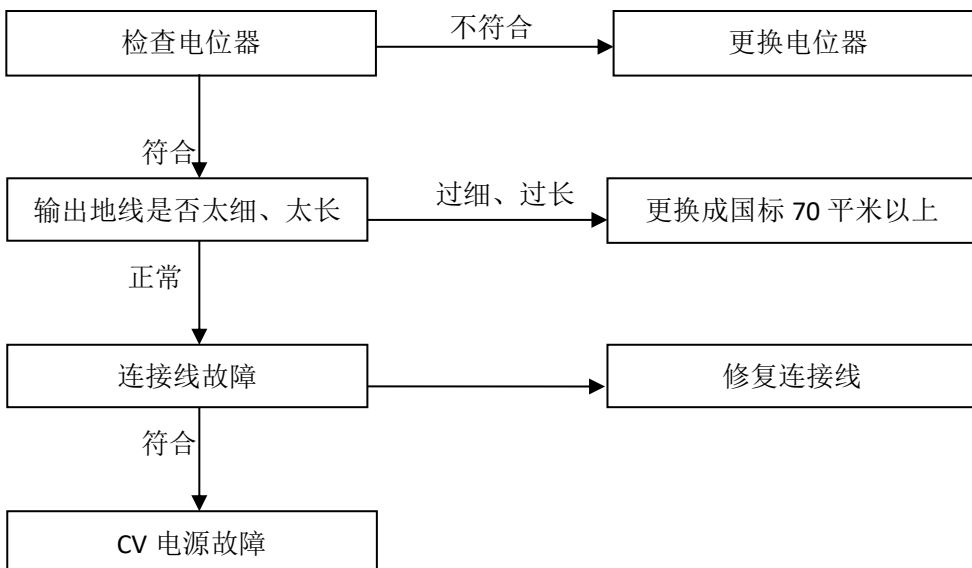 检查电位器
不符合
更换电位器
符合
输出地线是否太细、太长
过细、过长
更换成国标 70 平米以上
正常
连接线故障
修复连接线
符合
CV 电源故障